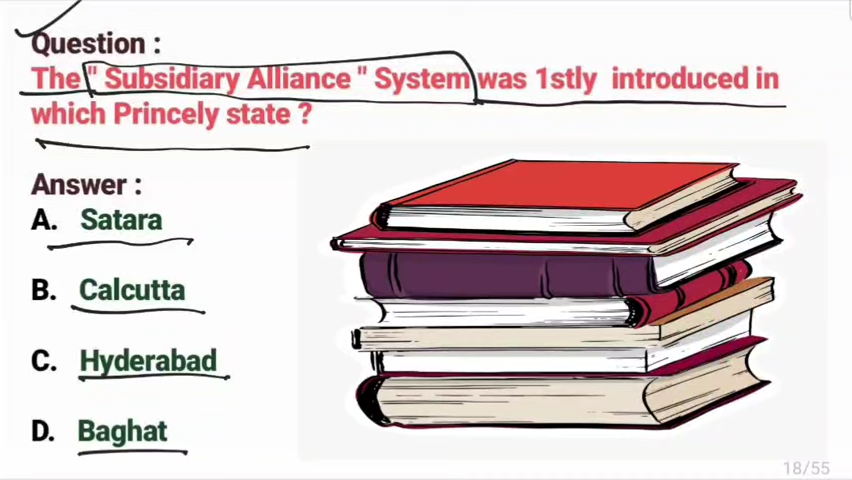 Question :
The " Subsidiary Alliance " System was 1stly introduced in
which Princely state ?
Answer :
A. Satara
B. Calcutta
C. Hyderabad
D. Baghat
18/55